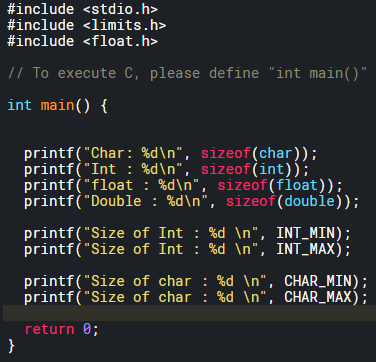 #include <stdio.h>
#include <limits.h>
#include <float.h>
// To execute C, please define "int main()"
int main() {
printf("Char: %d\n", sizeof(char));
printf("Int : %d\n", sizeof(int));
printf("float : %d\n", sizeof(float));
printf("Double : %d\n", sizeof(double));
printf("Size of Int : %d \n", INT_MIN);
printf("Size of Int : %d \n", INT_MAX);
printf("Size of char : %d \n", CHAR_MIN);
printf("Size of char : %d \n", CHAR_MAX);
return 0;
}